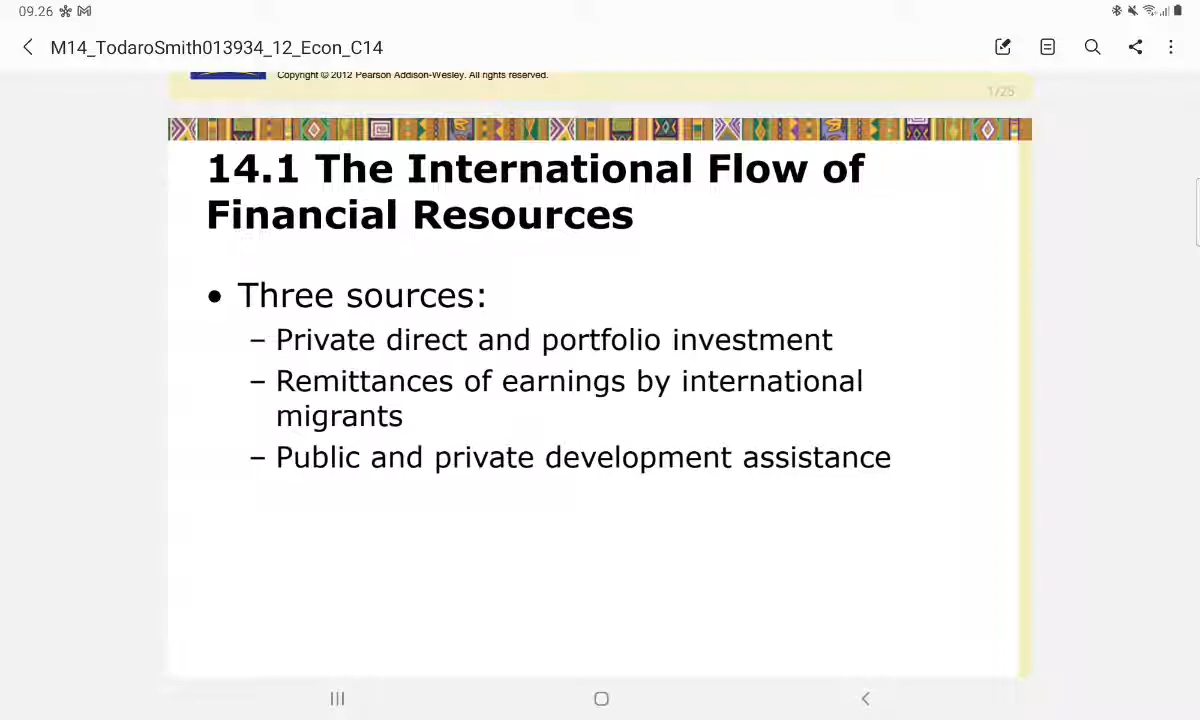 09.26
M14_TodaroSmith013934_12_Econ_C14
Copyright © 2012 Pearson Addison-Wesley. All rights reserved.
1/25
14.1 The International Flow of
Financial Resources
• Three sources:
– Private direct and portfolio investment
– Remittances of earnings by international
migrants
– Public and private development assistance